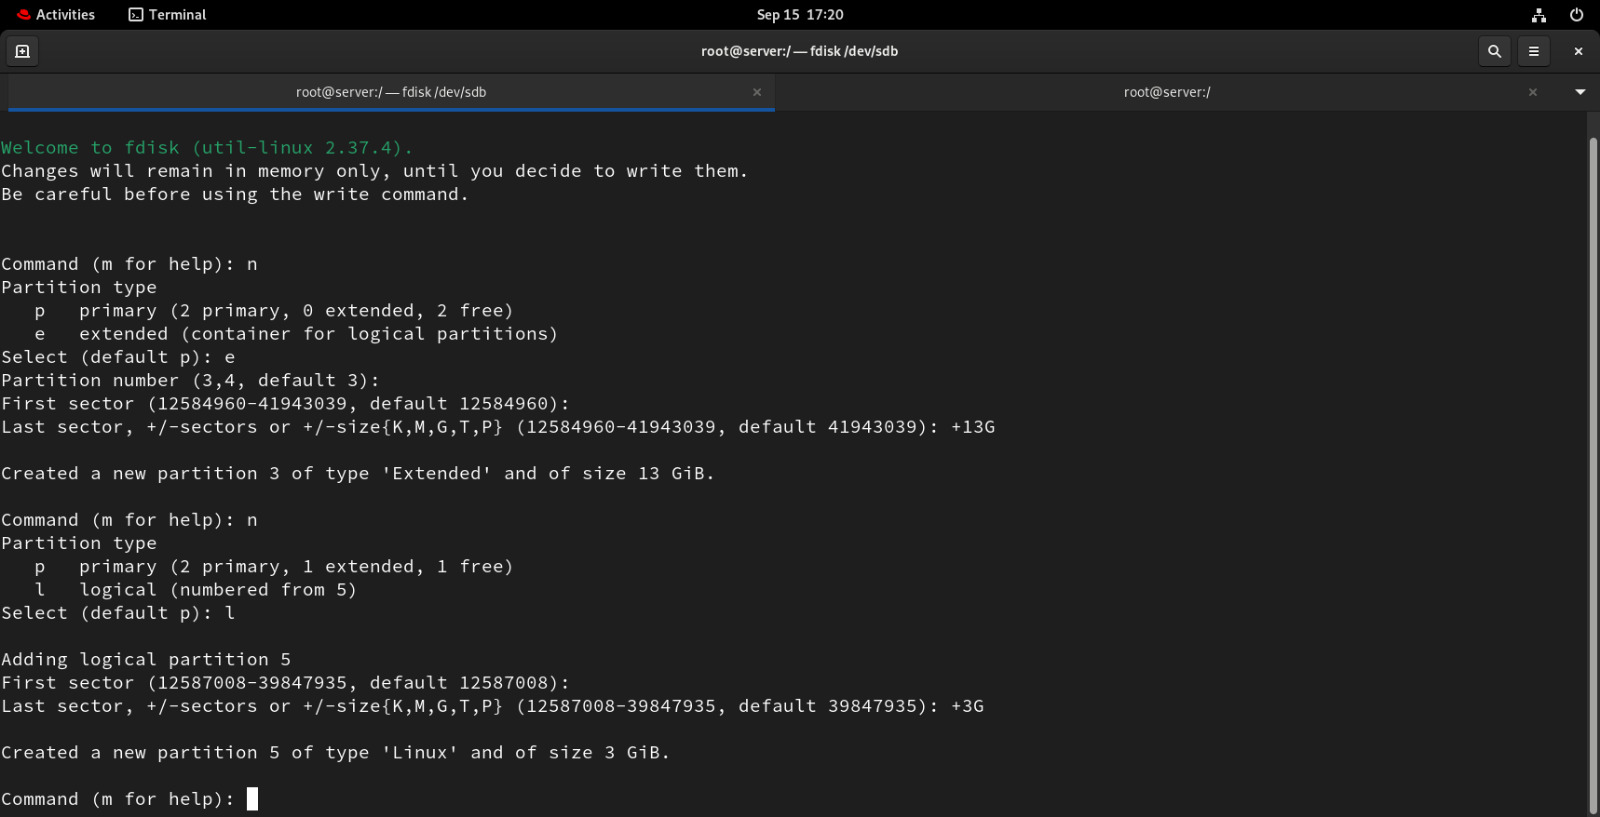 Activities Terminal Sep 15 17:20
root@server:/ — fdisk /dev/sdb
root@server:/ — fdisk /dev/sdb root@server:/
Welcome to fdisk (util-linux 2.37.4).
Changes will remain in memory only, until you decide to write them.
Be careful before using the write command.
Command (m for help): n
Partition type
   p   primary (2 primary, 0 extended, 2 free)
   e   extended (container for logical partitions)
Select (default p): e
Partition number (3,4, default 3):
First sector (12584960-41943039, default 12584960):
Last sector, +/-sectors or +/-size{K,M,G,T,P} (12584960-41943039, default 41943039): +13G
Created a new partition 3 of type 'Extended' and of size 13 GiB.
Command (m for help): n
Partition type
   p   primary (2 primary, 1 extended, 1 free)
   l   logical (numbered from 5)
Select (default p): l
Adding logical partition 5
First sector (12587008-39847935, default 12587008):
Last sector, +/-sectors or +/-size{K,M,G,T,P} (12587008-39847935, default 39847935): +3G
Created a new partition 5 of type 'Linux' and of size 3 GiB.
Command (m for help):